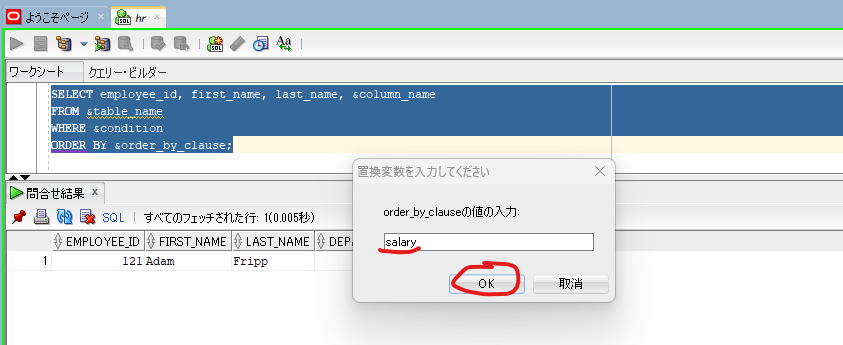 ようこそページ
hr
ワークシート クエリー・ビルダー
SELECT employee_id, first_name, last_name, &column_name
FROM &table_name
WHERE &condition
ORDER BY &order_by_clause;
置換変数を入力してください
order_by_clauseの値の入力:
salary
OK 取消
問合せ結果
SQL すべてのフェッチされた行: 1(0.005秒)
EMPLOYEE_ID FIRST_NAME LAST_NAME DEP
1 121 Adam Fripp